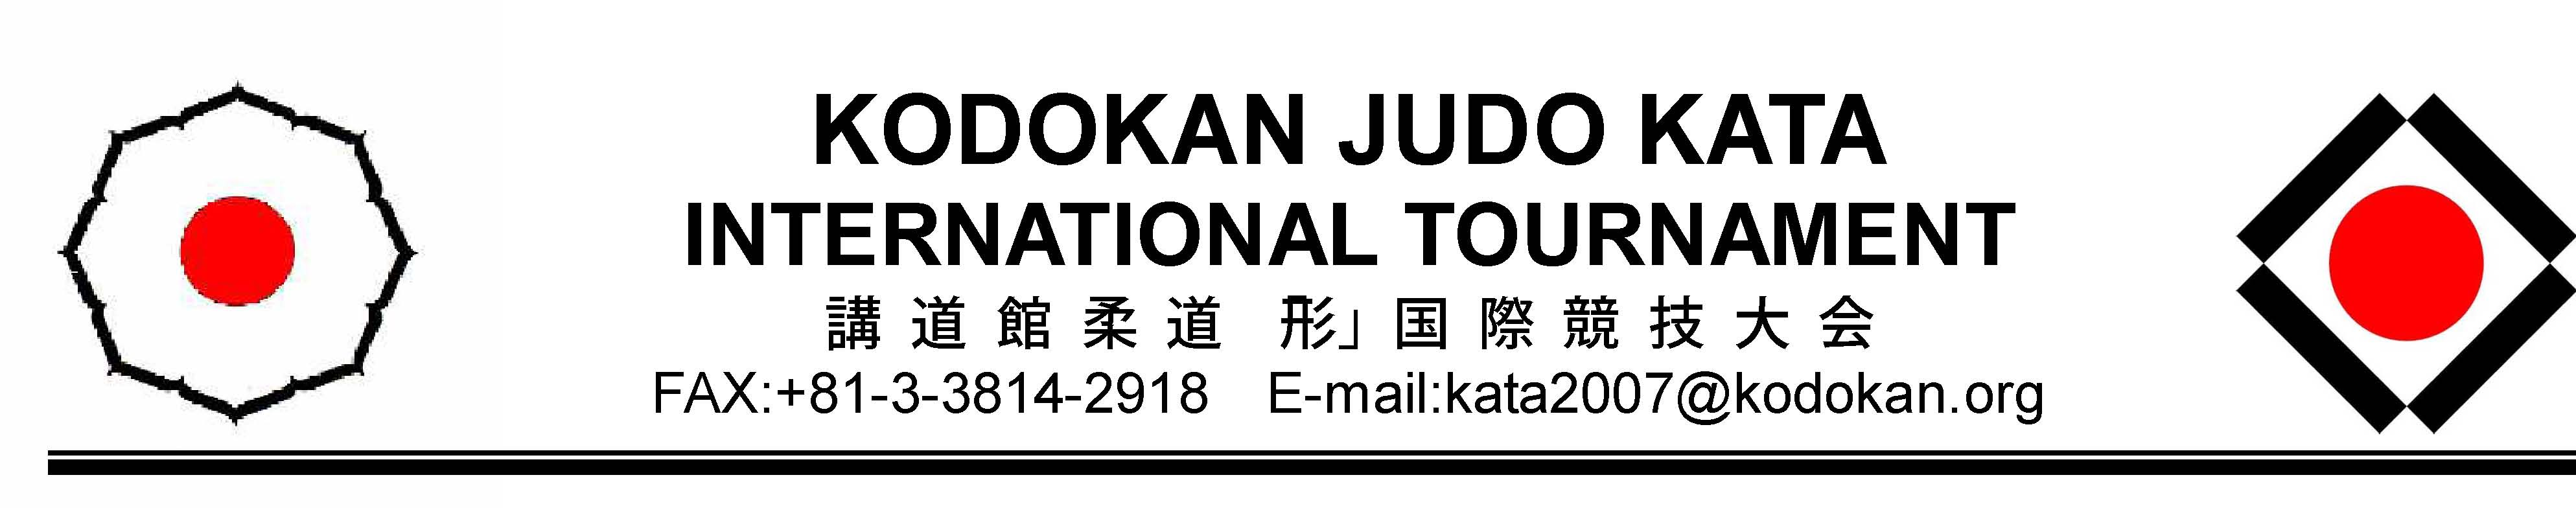 KODOKAN JUDO KATA
INTERNATIONAL TOURNAMENT
講道館柔道 形」国際競技大会
FAX:+81-3-3814-2918 E-mail:kata2007@kodokan.org